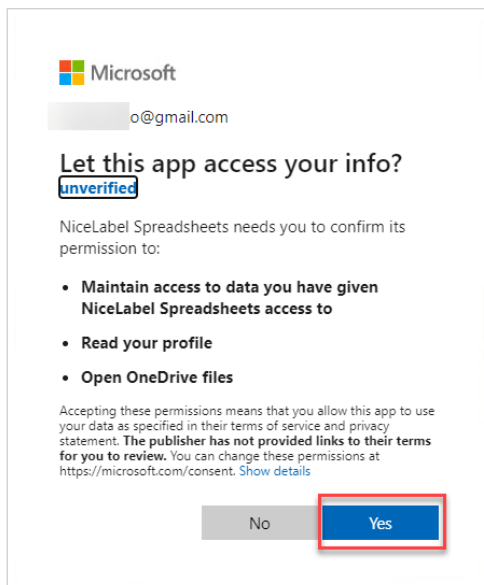 Microsoft
o@gmail.com
Let this app access your info?
unverified
NiceLabel Spreadsheets needs you to confirm its
permission to:
• Maintain access to data you have given
NiceLabel Spreadsheets access to
• Read your profile
• Open OneDrive files
Accepting these permissions means that you allow this app to use
your data as specified in their terms of service and privacy
statement. The publisher has not provided links to their terms
for you to review. You can change these permissions at
https://microsoft.com/consent. Show details
No
Yes